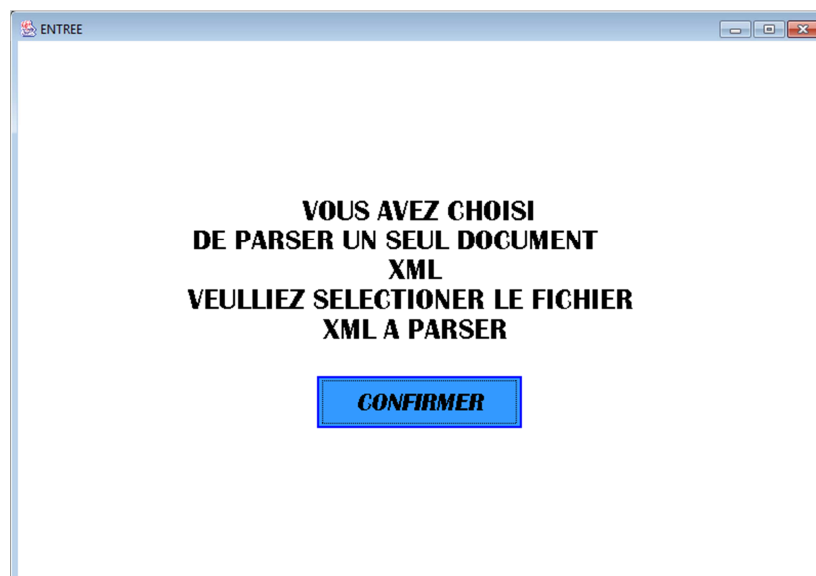 ENTREE
VOUS AVEZ CHOISI
DE PARSER UN SEUL DOCUMENT
XML
VEULLIEZ SELECTIONER LE FICHIER
XML A PARSER
CONFIRMER